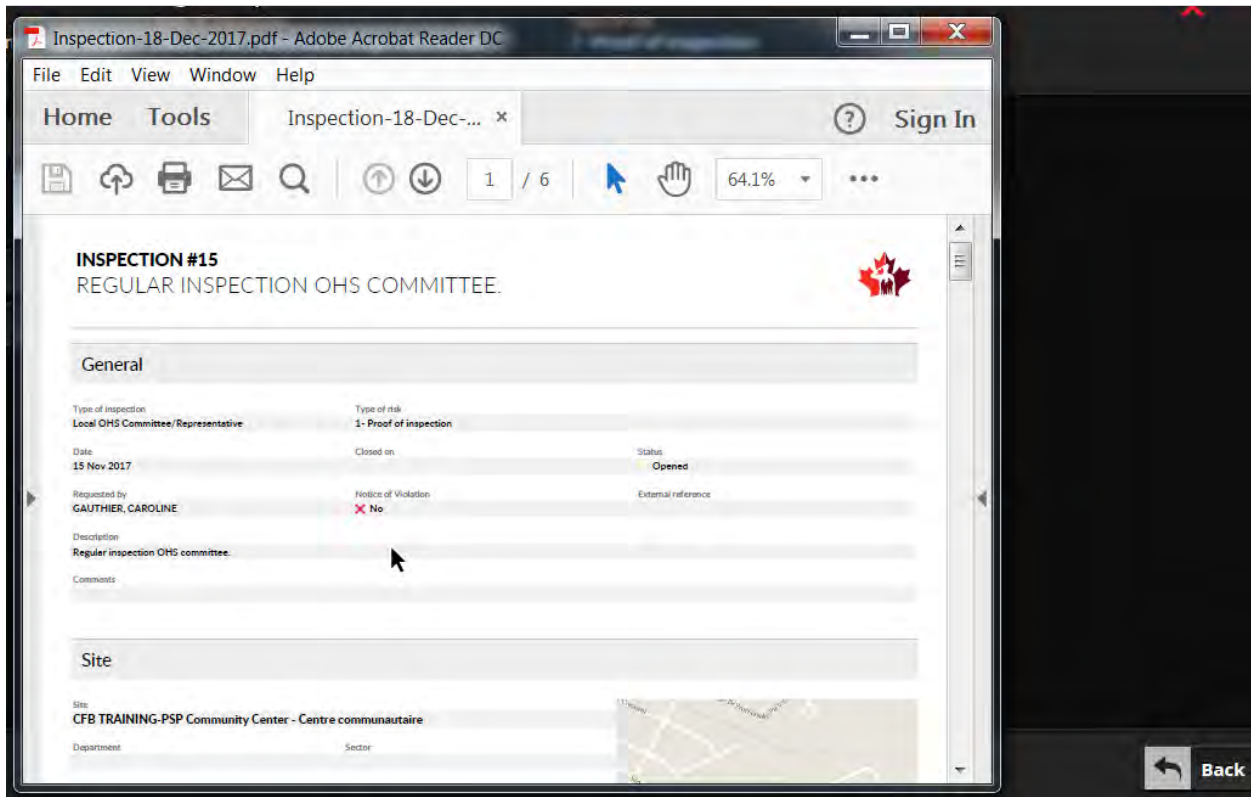 Inspection-18-Dec-2017.pdf - Adobe Acrobat Reader DC
File Edit View Window Help
Home Tools Inspection-18-Dec-... × ? Sign In
1 / 6 64.1%
INSPECTION #15
REGULAR INSPECTION OHS COMMITTEE.
General
Type of inspection Type of risk
Local OHS Committee/Representative 1- Proof of inspection
Date Closed on Status
15 Nov 2017 Opened
Requested by Notice of Violation External reference
GAUTHIER, CAROLINE No
Description
Regular inspection OHS committee.
Comments
Site
Site
CFB TRAINING-PSP Community Center - Centre communautaire
Department Sector
Back